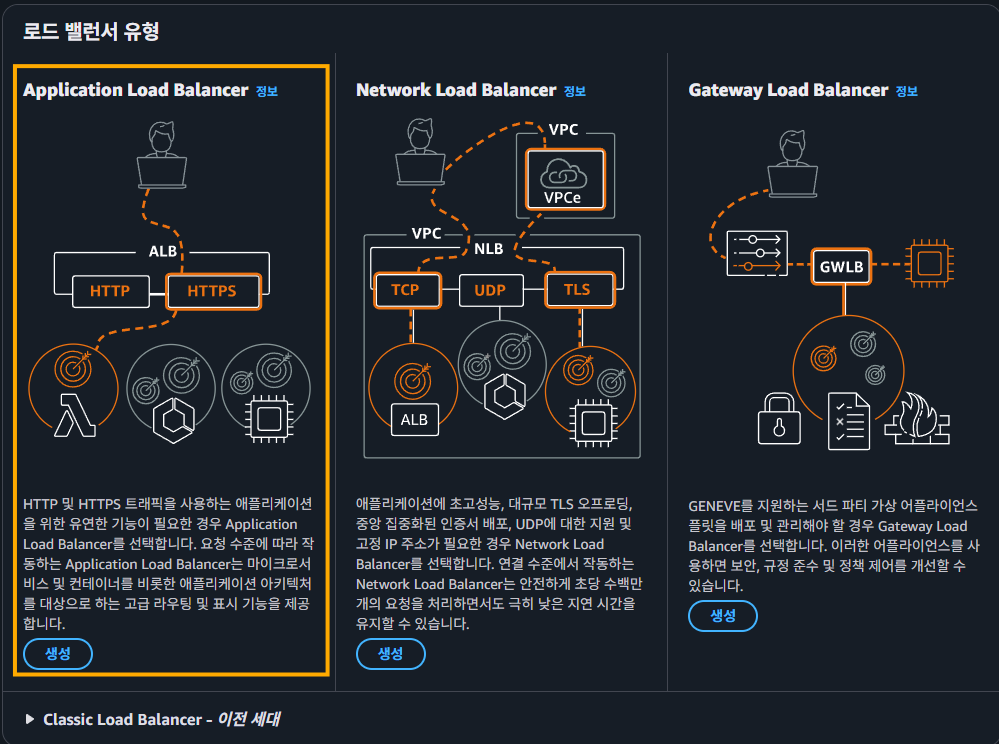 로드 밸런서 유형
Application Load Balancer 정보
ALB
HTTP
HTTPS
HTTP 및 HTTPS 트래픽을 사용하는 애플리케이션
을 위한 유연한 기능이 필요한 경우 Application
Load Balancer를 선택합니다. 요청 수준에 따라 작
동하는 Application Load Balancer는 마이크로서
비스 및 컨테이너를 비롯한 애플리케이션 아키텍처
를 대상으로 하는 고급 라우팅 및 표시 기능을 제공
합니다.
생성
Network Load Balancer 정보
VPC
VPCe
VPC
NLB
TCP
UDP
TLS
ALB
애플리케이션에 초고성능, 대규모 TLS 오프로딩,
중앙 집중화된 인증서 배포, UDP에 대한 지원 및
고정 IP 주소가 필요한 경우 Network Load
Balancer를 선택합니다. 연결 수준에서 작동하는
Network Load Balancer는 안전하게 초당 수백만
개의 요청을 처리하면서도 극히 낮은 지연 시간을
유지할 수 있습니다.
생성
Gateway Load Balancer 정보
GWLB
GENEVE를 지원하는 서드 파티 가상 어플라이언스
플릿을 배포 및 관리해야 할 경우 Gateway Load
Balancer를 선택합니다. 이러한 어플라이언스를 사
용하면 보안, 규정 준수 및 정책 제어를 개선할 수
있습니다.
생성
Classic Load Balancer - 이전 세대